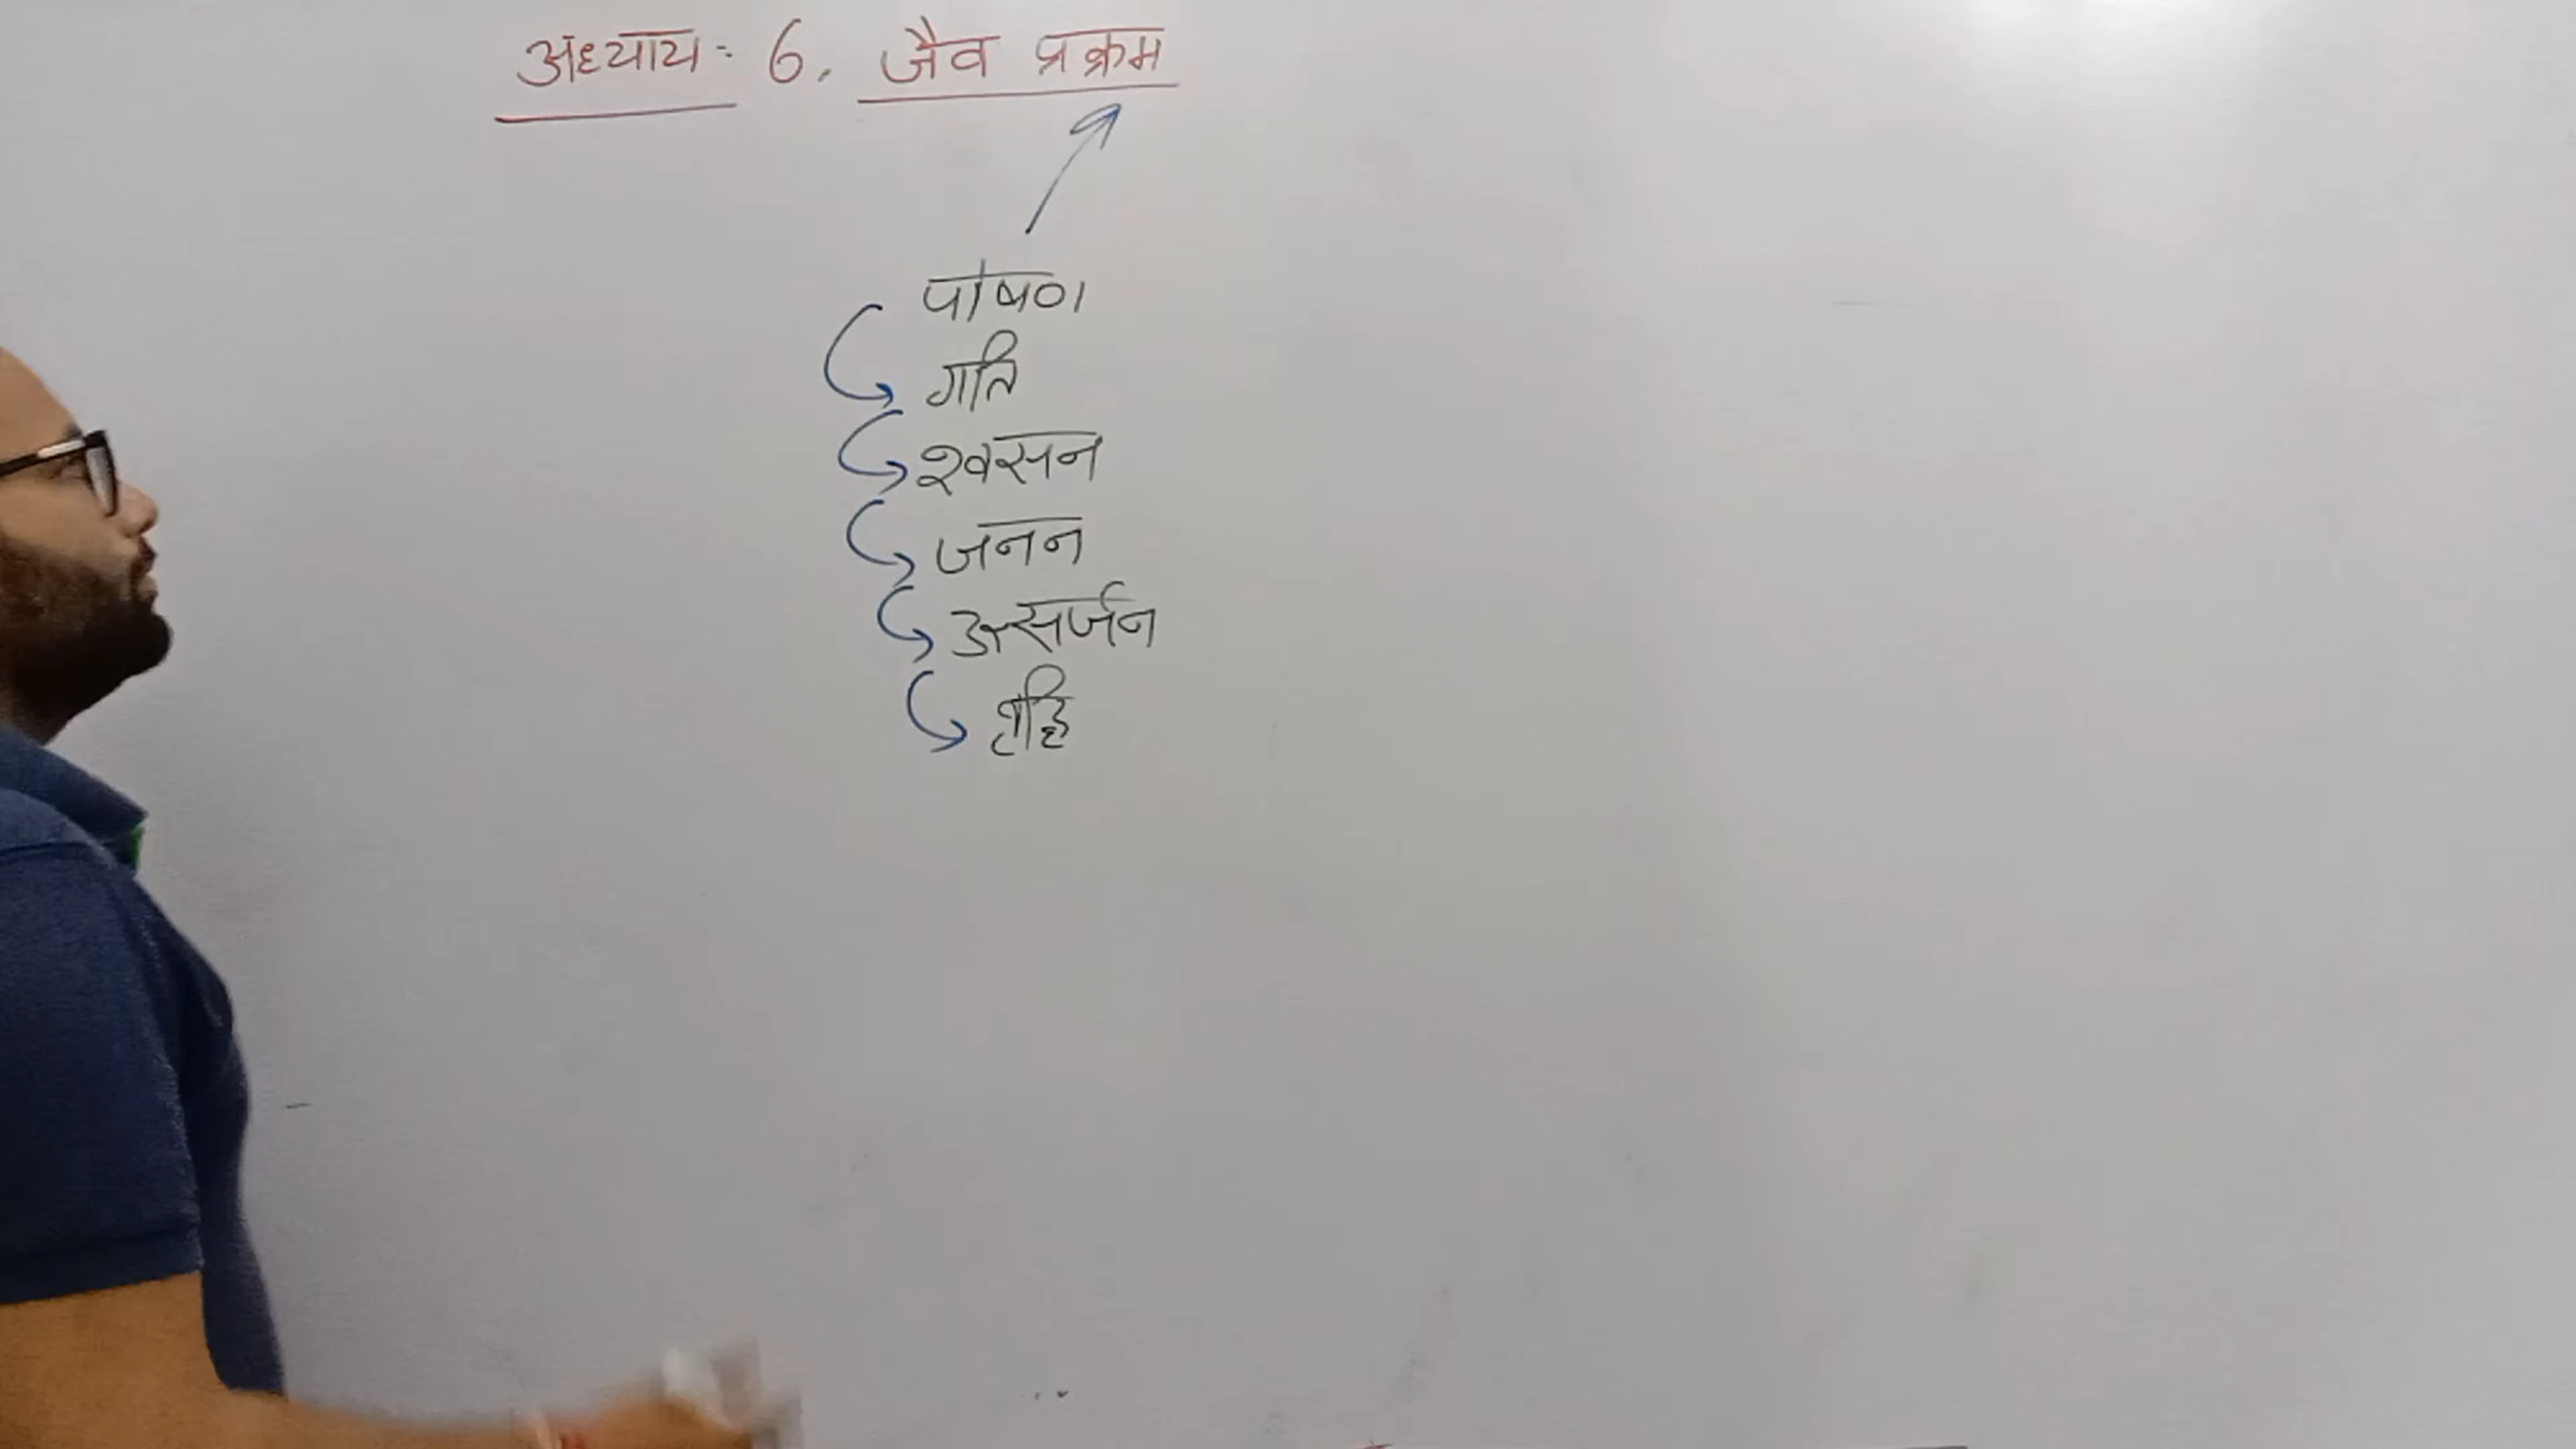 अध्याय :- 6. जैव प्रक्रम
पोषण
गति
श्वसन
जनन
उत्सर्जन
वृद्धि